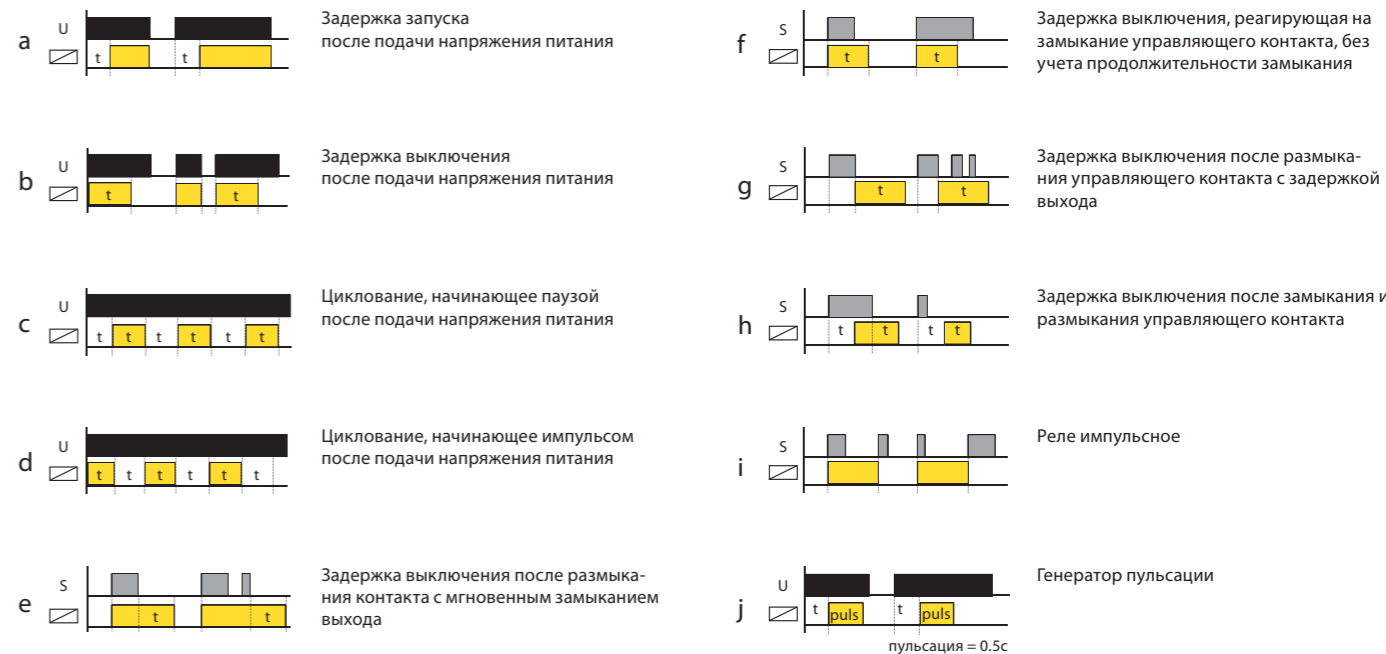 a
U
t
t
Задержка запуска
после подачи напряжения питания
b
U
t
t
Задержка выключения
после подачи напряжения питания
c
U
t t t t t t
Циклование, начинающее паузой
после подачи напряжения питания
d
U
t t t t t t
Циклование, начинающее импульсом
после подачи напряжения питания
e
S
t
t
Задержка выключения после размыка-
ния контакта с мгновенным замыканием
выхода
f
S
t
t
Задержка выключения, реагирующая на
замыкание управляющего контакта, без
учета продолжительности замыкания
g
S
t
t
Задержка выключения после размыка-
ния управляющего контакта с задержкой
выхода
h
S
t t t t
Задержка выключения после замыкания и
размыкания управляющего контакта
i
S
Реле импульсное
j
U
t puls t puls
пульсация = 0.5с
Генератор пульсации